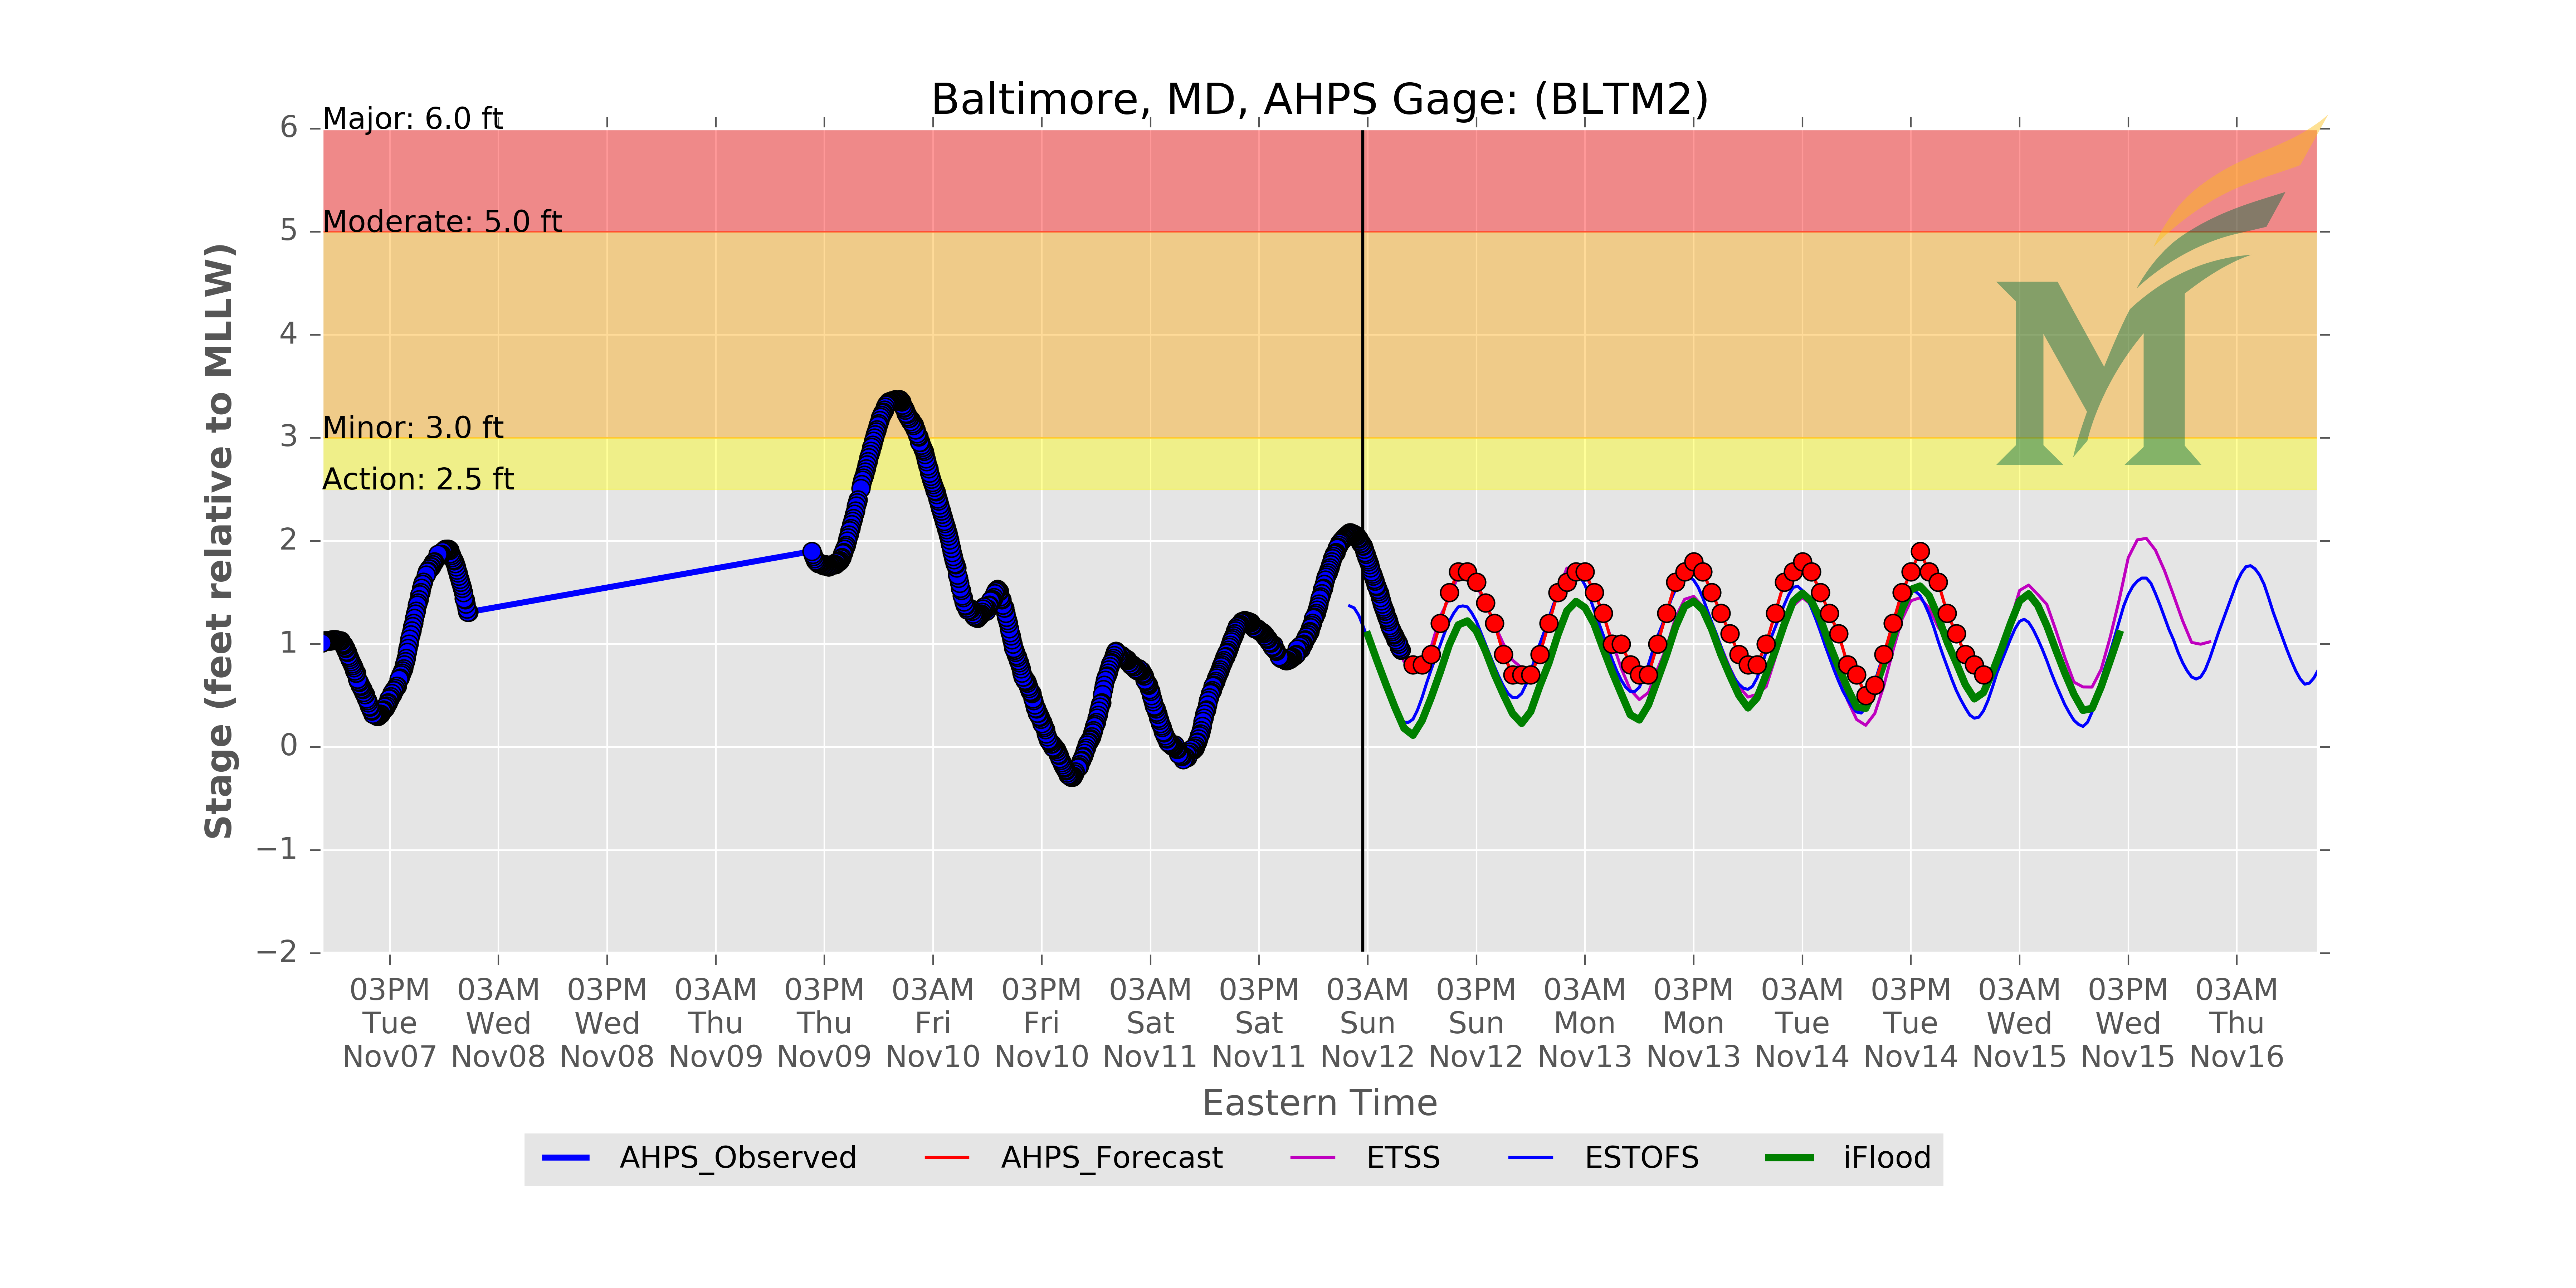 Baltimore, MD, AHPS Gage: (BLTM2)
Major: 6.0 ft
Moderate: 5.0 ft
Minor: 3.0 ft
Action: 2.5 ft
6
5
4
3
2
1
0
−1
−2
Stage (feet relative to MLLW)
03PM 03AM 03PM 03AM 03PM 03AM 03PM 03AM 03PM 03AM 03PM 03AM 03PM 03AM 03PM 03AM 03PM 03AM
Tue Wed Wed Thu Thu Fri Fri Sat Sat Sun Sun Mon Mon Tue Tue Wed Wed Thu
Nov07 Nov08 Nov08 Nov09 Nov09 Nov10 Nov10 Nov11 Nov11 Nov12 Nov12 Nov13 Nov13 Nov14 Nov14 Nov15 Nov15 Nov16
Eastern Time
AHPS_Observed AHPS_Forecast ETSS ESTOFS iFlood
M